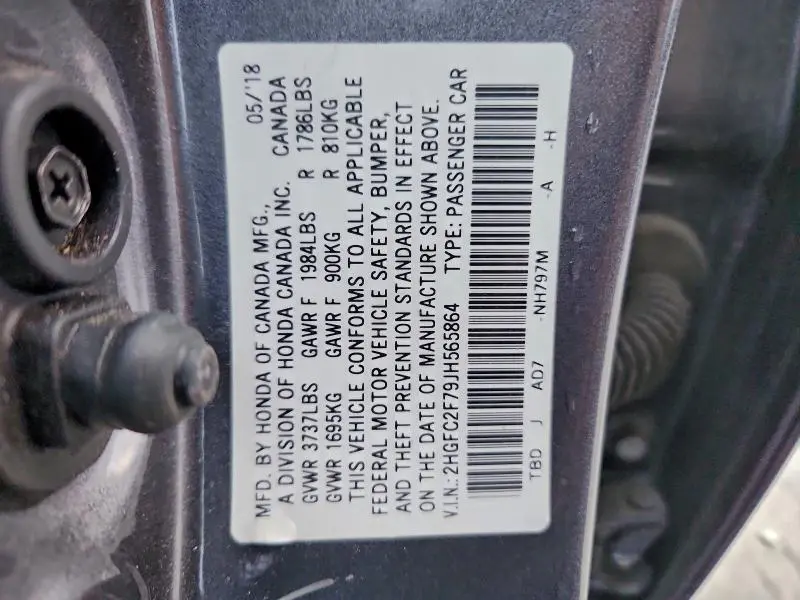 MFD. BY HONDA OF CANADA MFG., 05/'18
A DIVISION OF HONDA CANADA INC. CANADA
GVWR 3737LBS GAWR F 1984LBS R 1786LBS
GVWR 1695KG GAWR F 900KG R 810KG
THIS VEHICLE CONFORMS TO ALL APPLICABLE
FEDERAL MOTOR VEHICLE SAFETY, BUMPER,
AND THEFT PREVENTION STANDARDS IN EFFECT
ON THE DATE OF MANUFACTURE SHOWN ABOVE.
V.I.N.: 2HGFC2F79JH565864 TYPE: PASSENGER CAR
TBD J AD7 -NH797M -A -H